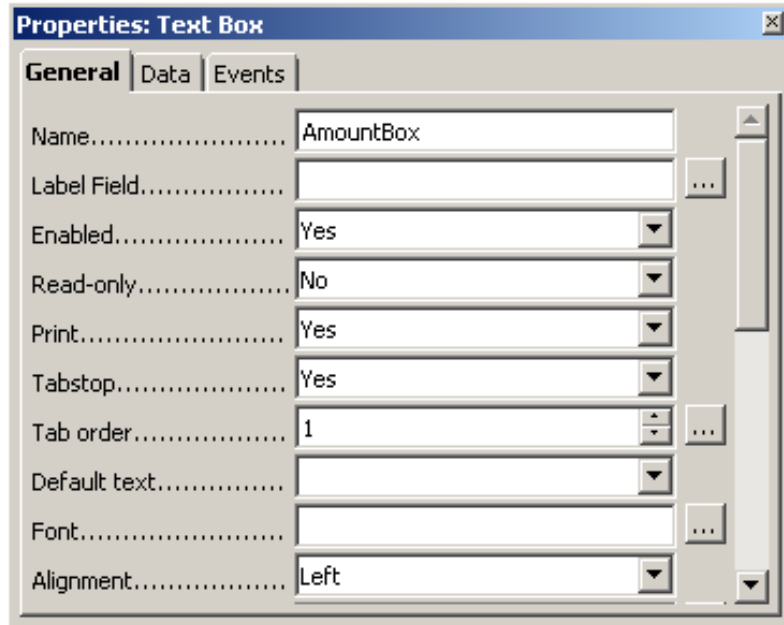 Properties: Text Box
General Data Events
Name...................... AmountBox
Label Field................ ...
Enabled.................... Yes
Read-only................. No
Print....................... Yes
Tabstop................... Yes
Tab order................. 1 ...
Default text..............
Font....................... ...
Alignment................. Left